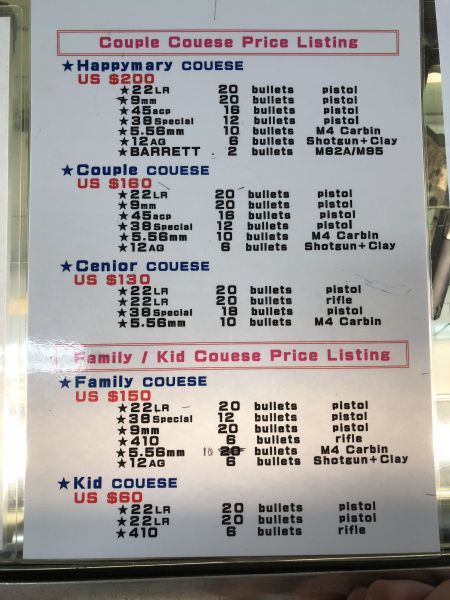 Couple Couese Price Listing
★Happymary COUESE
US $200
★22LR 20 bullets pistol
★9mm 20 bullets pistol
★45acp 16 bullets pistol
★38Special 12 bullets pistol
★5.56mm 10 bullets M4 Carbin
★12AG 6 bullets Shotgun+Clay
★BARRETT 2 bullets M82A/M95
★Couple COUESE
US $160
★22LR 20 bullets pistol
★9mm 20 bullets pistol
★45acp 16 bullets pistol
★38Special 12 bullets pistol
★5.56mm 10 bullets M4 Carbin
★12AG 6 bullets Shotgun+Clay
★Cenior COUESE
US $130
★22LR 20 bullets pistol
★22LR 20 bullets rifle
★38Special 18 bullets pistol
★5.56mm 10 bullets M4 Carbin
Family / Kid Couese Price Listing
★Family COUESE
US $150
★22LR 20 bullets pistol
★38Special 12 bullets pistol
★9mm 20 bullets pistol
★410 6 bullets rifle
★5.56mm 10 20 bullets M4 Carbin
★12AG 6 bullets Shotgun+Clay
★Kid COUESE
US $60
★22LR 20 bullets pistol
★22LR 20 bullets pistol
★410 6 bullets rifle